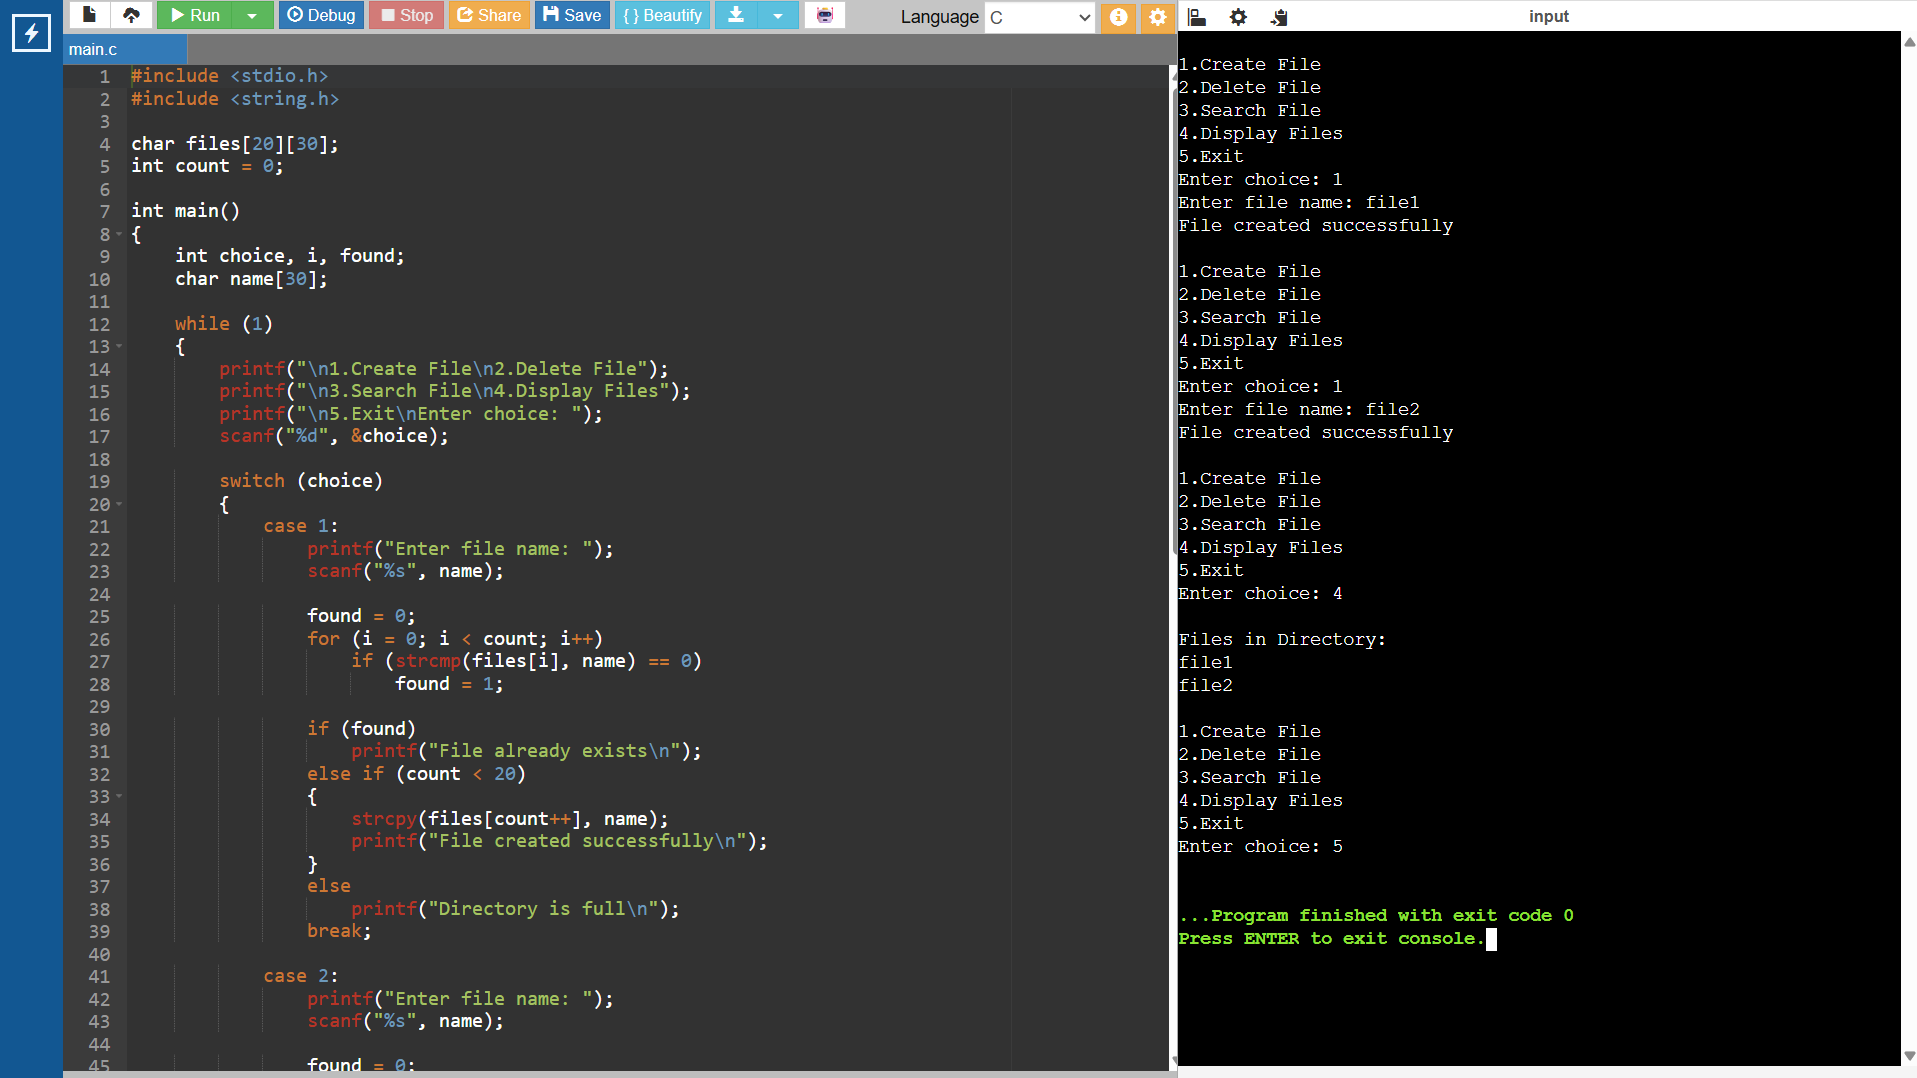 Run
Debug
Stop
Share
Save
{ } Beautify
Language C
input
main.c
1 #include <stdio.h>
2 #include <string.h>
3
4 char files[20][30];
5 int count = 0;
6
7 int main()
8 {
9 int choice, i, found;
10 char name[30];
11
12 while (1)
13 {
14 printf("\n1.Create File\n2.Delete File");
15 printf("\n3.Search File\n4.Display Files");
16 printf("\n5.Exit\nEnter choice: ");
17 scanf("%d", &choice);
18
19 switch (choice)
20 {
21 case 1:
22 printf("Enter file name: ");
23 scanf("%s", name);
24
25 found = 0;
26 for (i = 0; i < count; i++)
27 if (strcmp(files[i], name) == 0)
28 found = 1;
29
30 if (found)
31 printf("File already exists\n");
32 else if (count < 20)
33 {
34 strcpy(files[count++], name);
35 printf("File created successfully\n");
36 }
37 else
38 printf("Directory is full\n");
39 break;
40
41 case 2:
42 printf("Enter file name: ");
43 scanf("%s", name);
44
45 found = 0;
1.Create File
2.Delete File
3.Search File
4.Display Files
5.Exit
Enter choice: 1
Enter file name: file1
File created successfully
1.Create File
2.Delete File
3.Search File
4.Display Files
5.Exit
Enter choice: 1
Enter file name: file2
File created successfully
1.Create File
2.Delete File
3.Search File
4.Display Files
5.Exit
Enter choice: 4
Files in Directory:
file1
file2
1.Create File
2.Delete File
3.Search File
4.Display Files
5.Exit
Enter choice: 5
...Program finished with exit code 0
Press ENTER to exit console.